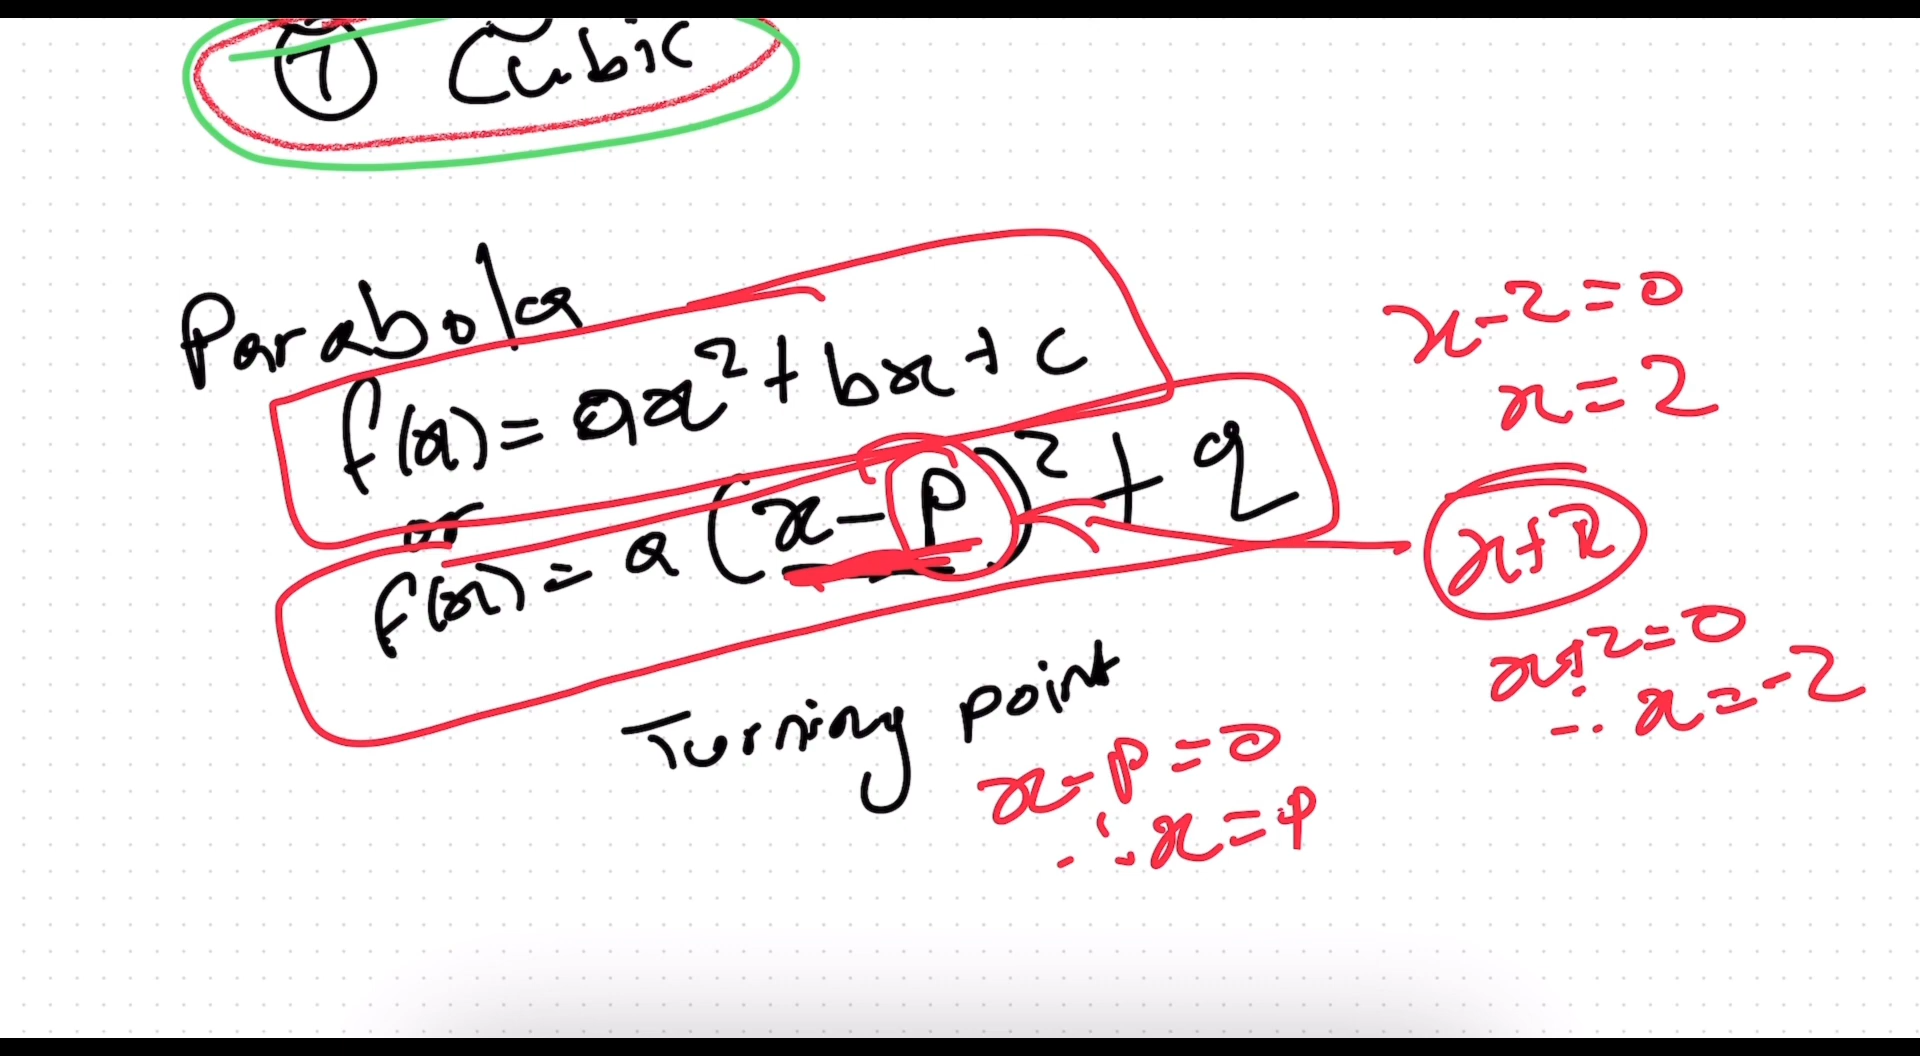 ⑦ Cubic
Parabola
f(x) = ax² + bx + c
or
f(x) = a (x - p)² + q
Turning point
x - p = 0
∴ x = p
x - 2 = 0
x = 2
x + 2
x + 2 = 0
∴ x = -2